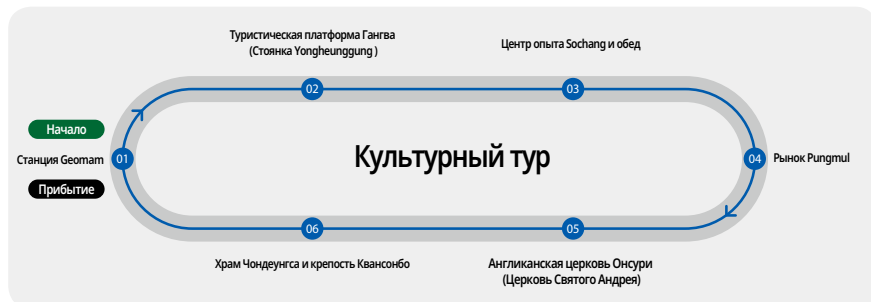 Туристическая платформа Гангва
(Стоянка Yongheunggung )
Центр опыта Sochang и обед
02
03
Начало
Станция Geomam
01
Прибытие
Культурный тур
04
Рынок Pungmul
06
05
Храм Чондеунгса и крепость Квансонбо
Англиканская церковь Онсури
(Церковь Святого Андрея)